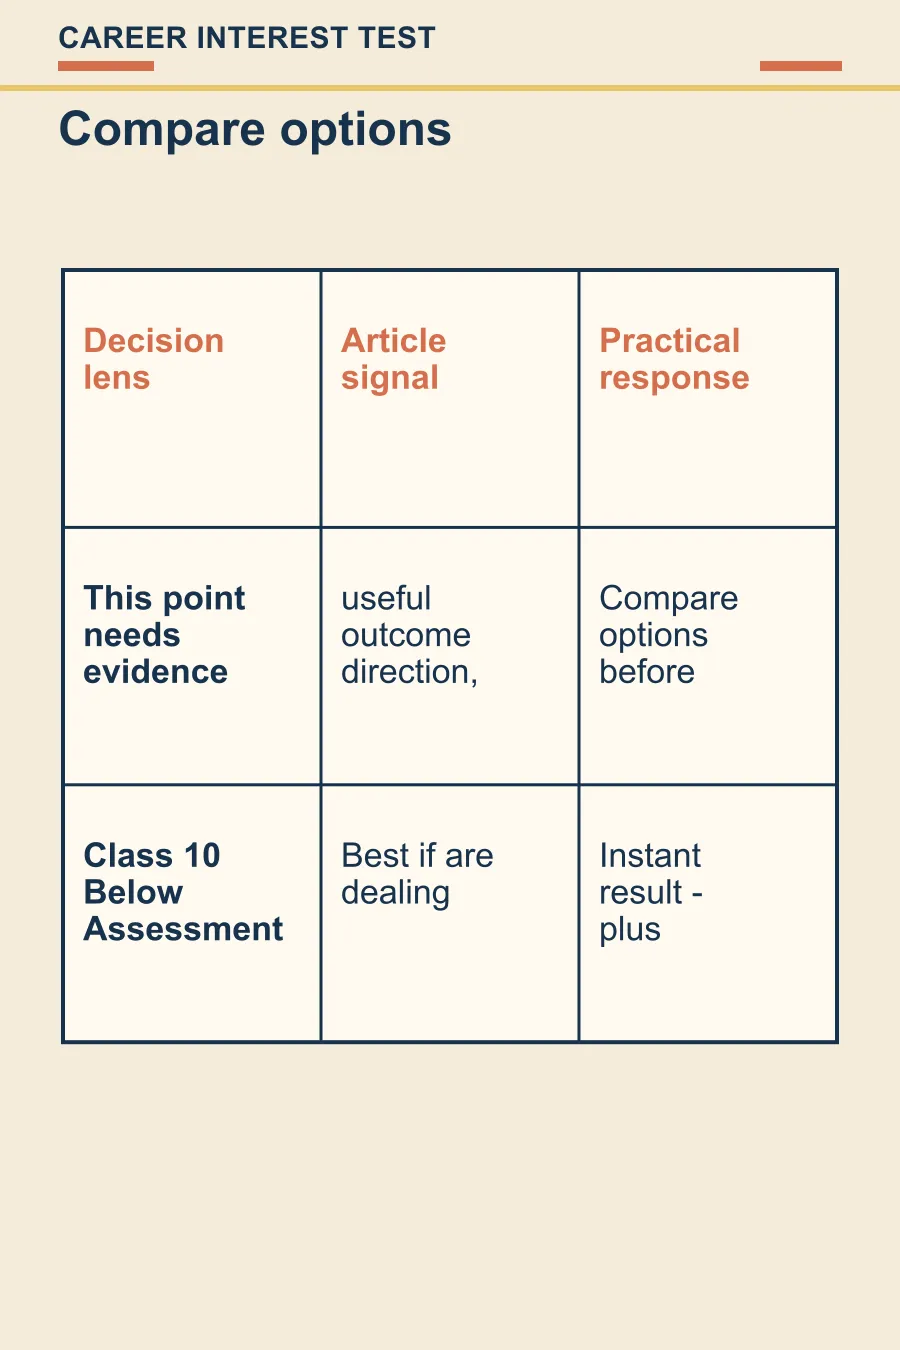 CAREER INTEREST TEST
Compare options
Decision
lens
Article
signal
Practical
response
This point
needs
evidence
useful
outcome
direction,
Compare
options
before
Class 10
Below
Assessment
Best if are
dealing
Instant
result -
plus